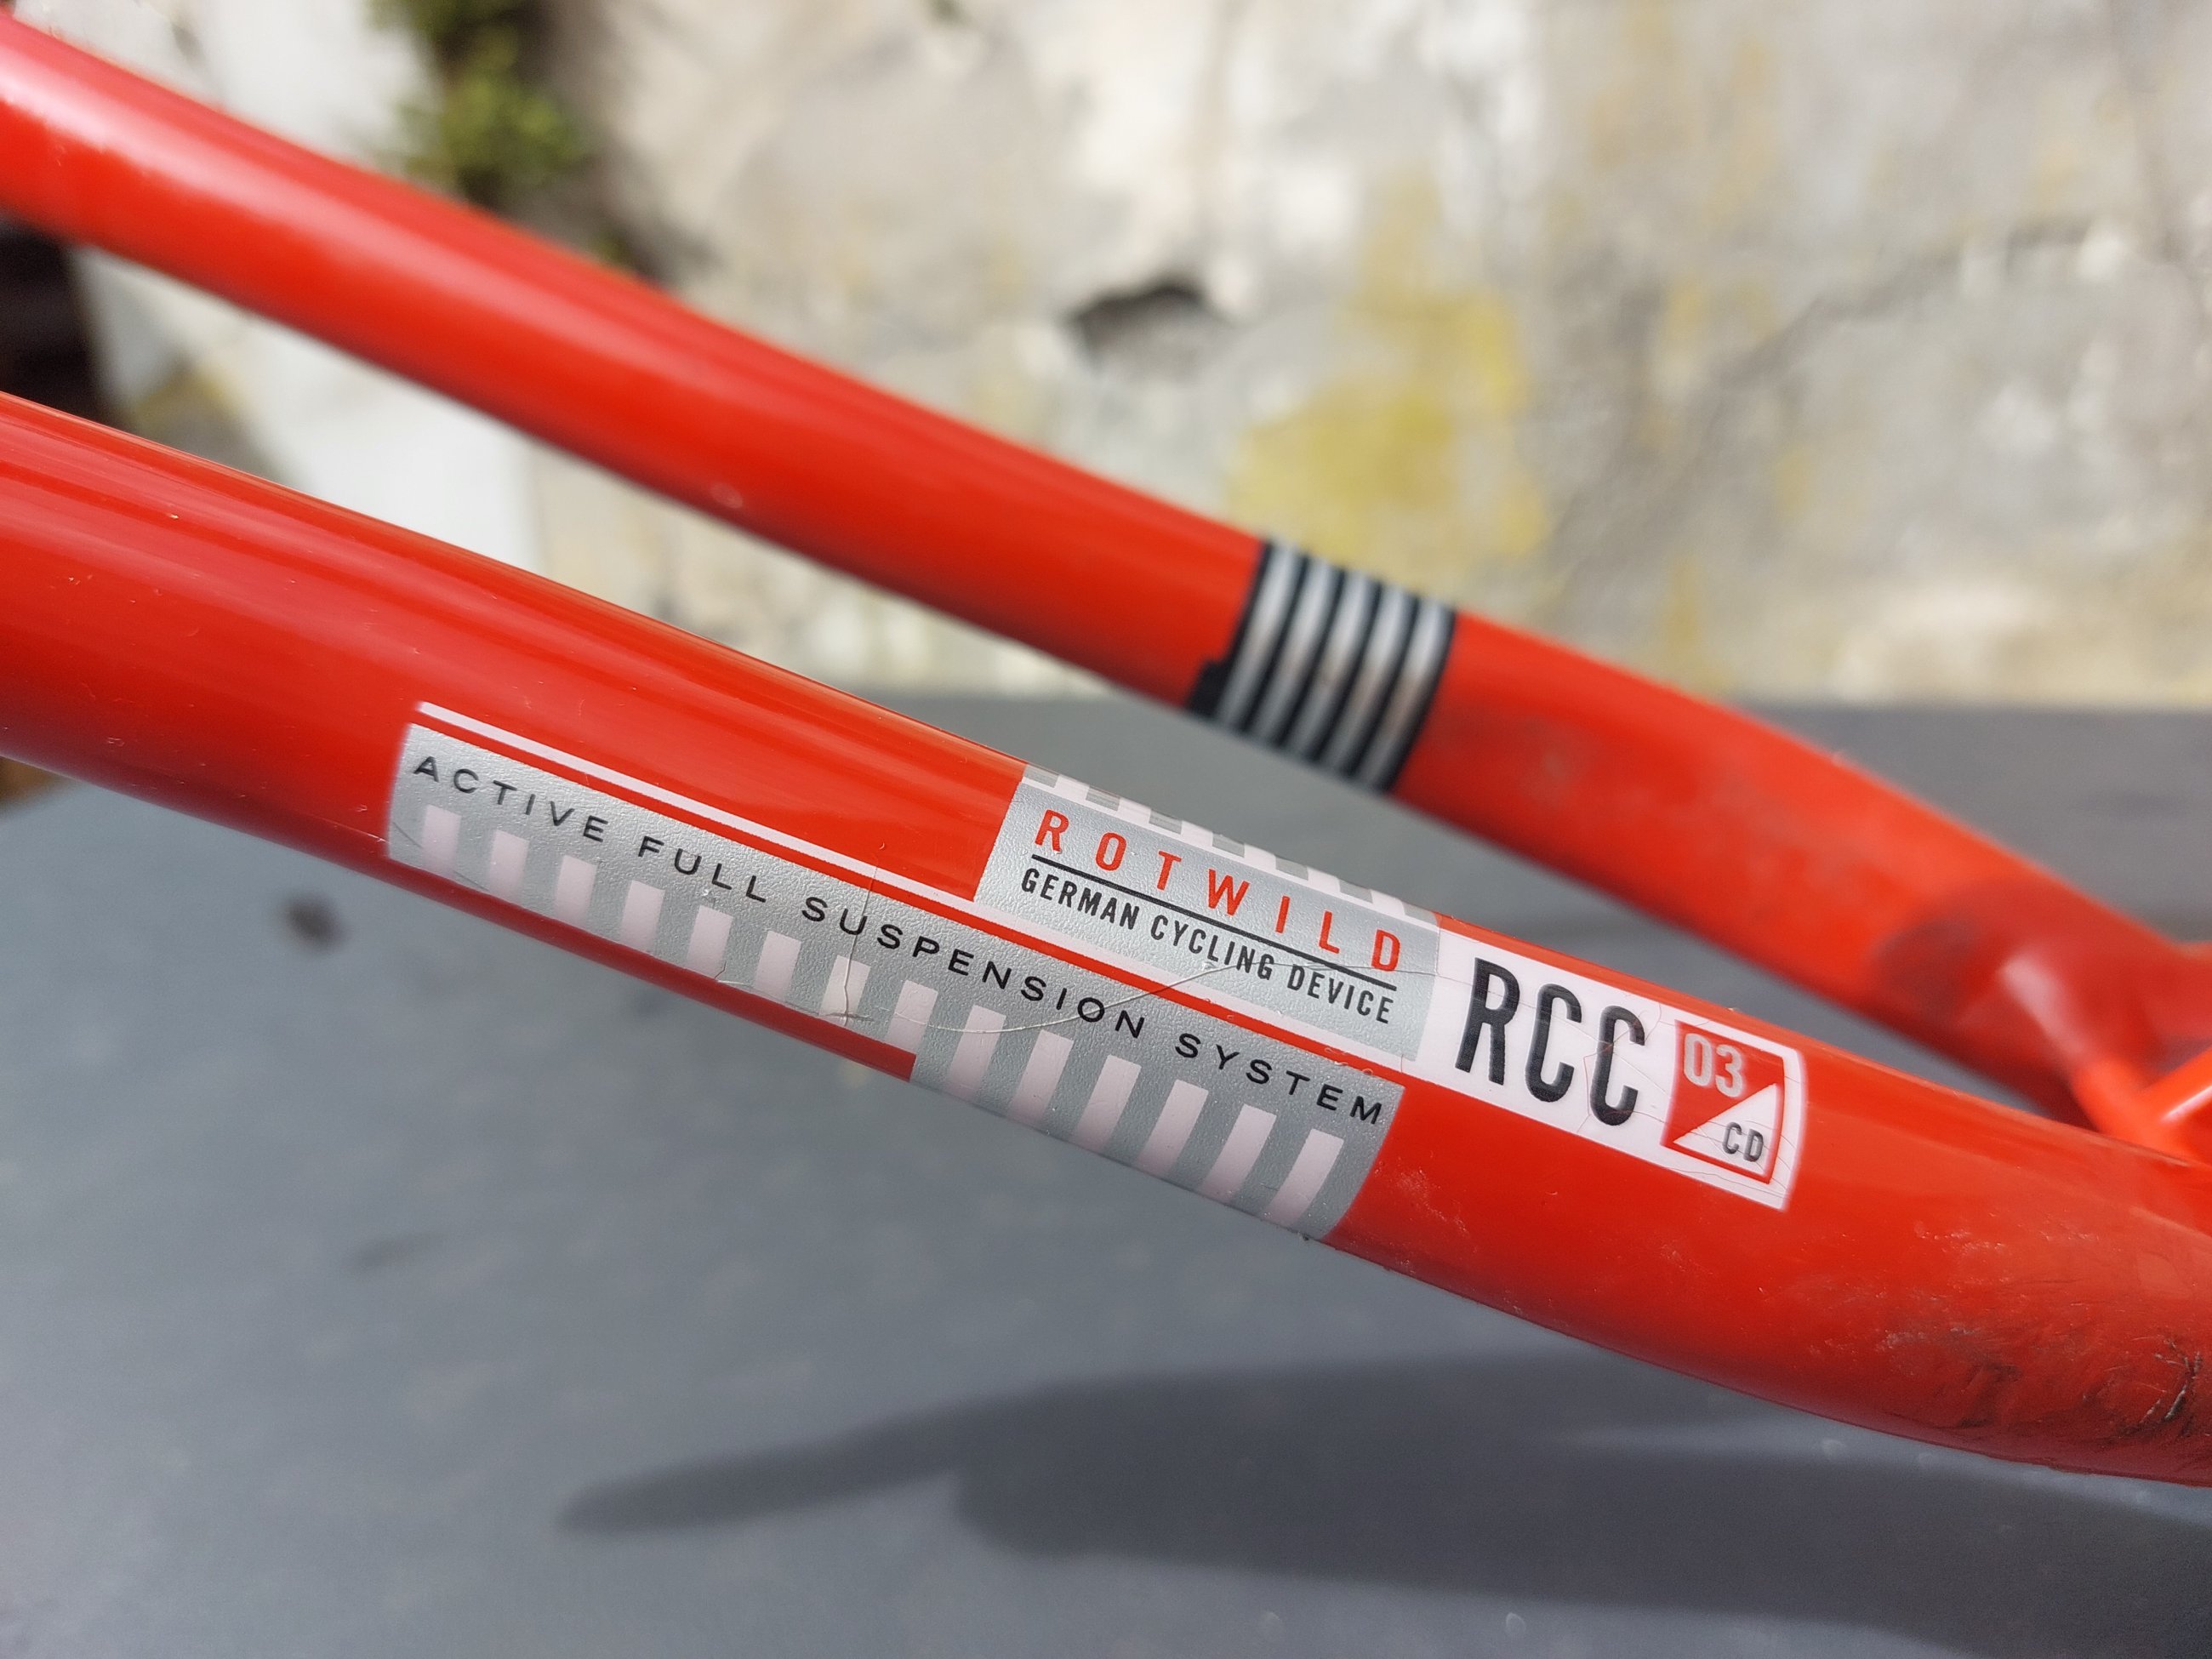 ACTIVE FULL SUSPENSION SYSTEM
ROTWILD
GERMAN CYCLING DEVICE
RCC
03
CD